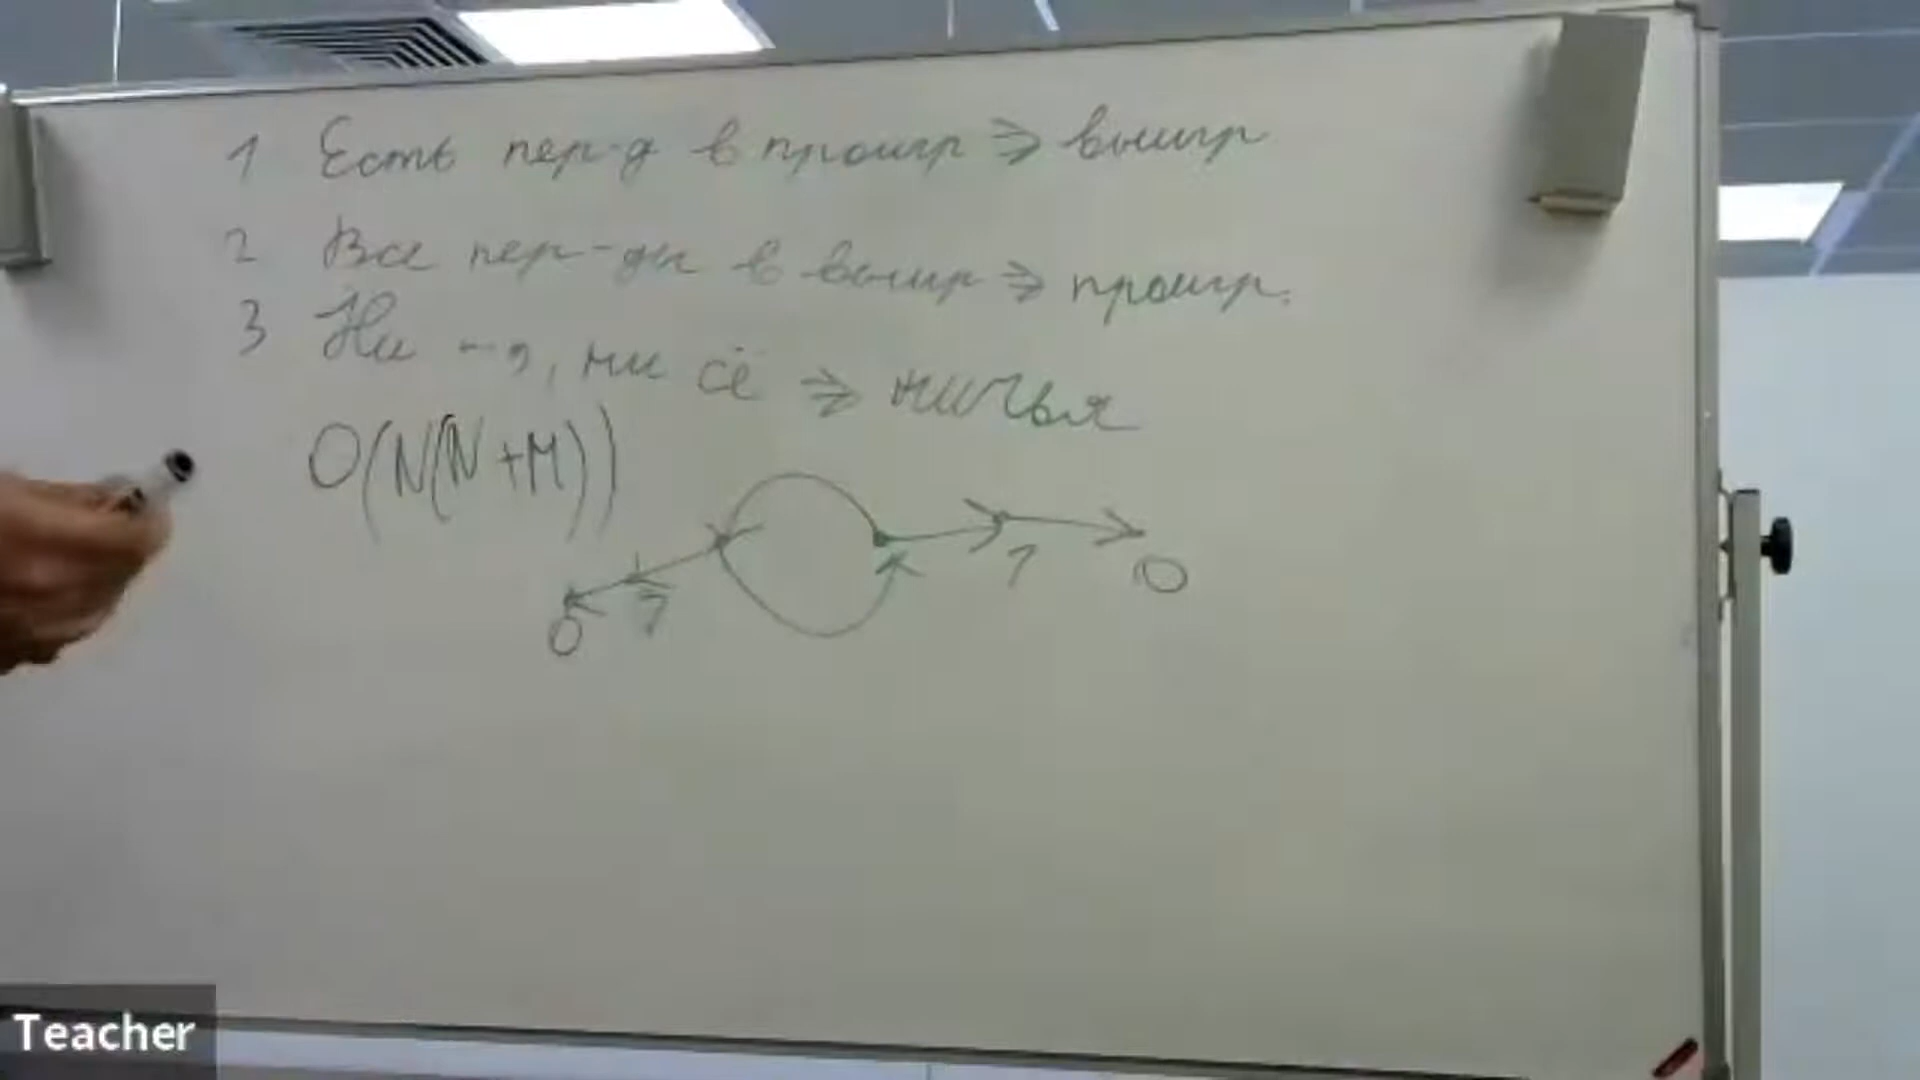 1 Есть пер-д в проигр => выигр
2 Все пер-ды в выигр => проигр.
3 Ни то, ни сё => ничья
O(N(N+M))
0 1 1 0
Teacher